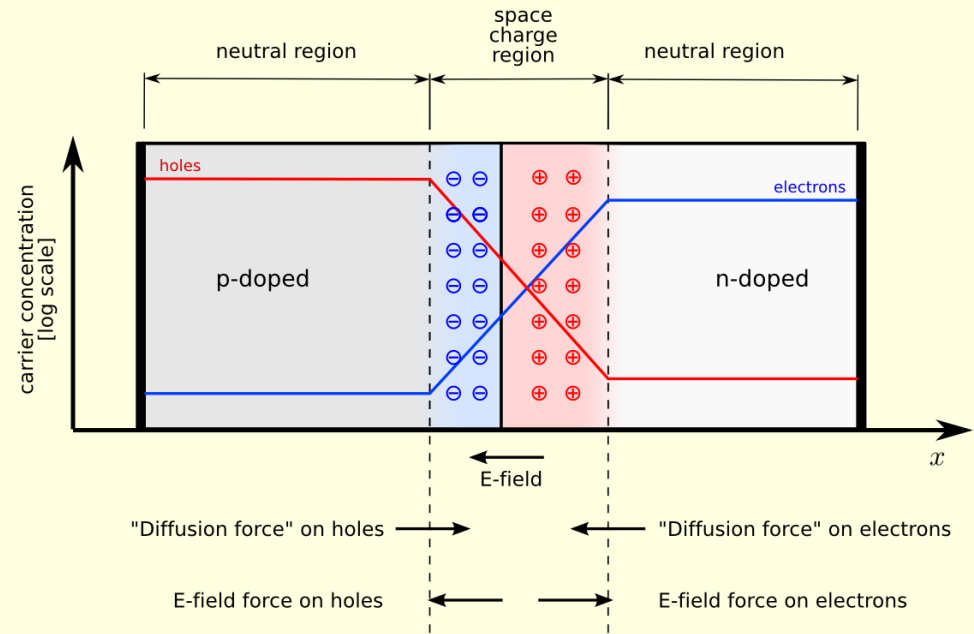 space
charge
region
neutral region
neutral region
holes
electrons
p-doped
n-doped
carrier concentration
[log scale]
x
E-field
"Diffusion force" on holes
"Diffusion force" on electrons
E-field force on holes
E-field force on electrons